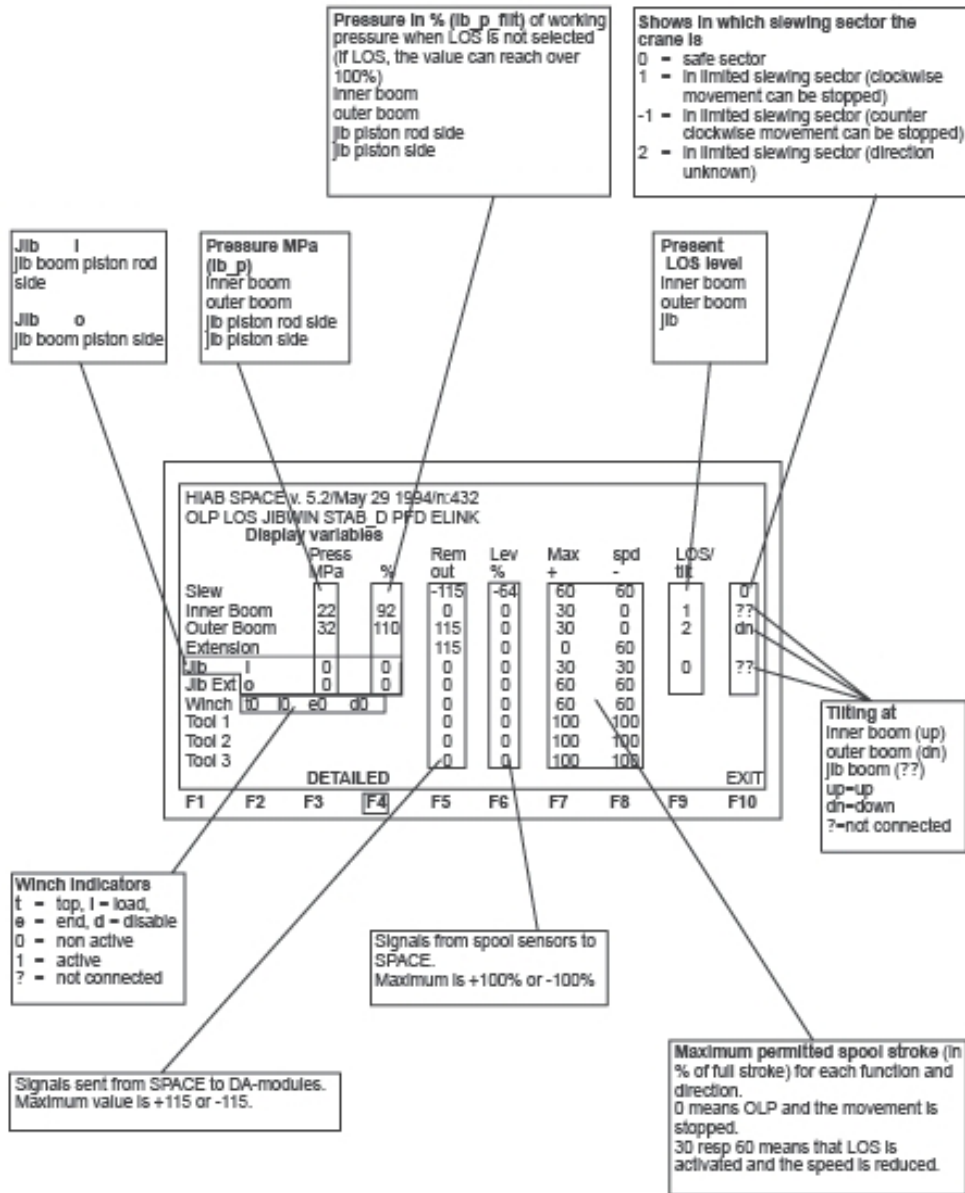 Pressure in % (lb_p_filt) of working
pressure when LOS is not selected
(if LOS, the value can reach over
100%)
inner boom
outer boom
jib piston rod side
jib piston side
Shows in which slewing sector the
crane is
0 = safe sector
1 = in limited slewing sector (clockwise
movement can be stopped)
-1 = in limited slewing sector (counter
clockwise movement can be stopped)
2 = in limited slewing sector (direction
unknown)
Jib i
jib boom piston rod
side
Jib o
jib boom piston side
Pressure MPa
(lb_p)
inner boom
outer boom
jib piston rod side
jib piston side
Present
LOS level
inner boom
outer boom
jib
HIAB SPACE v. 5.2/May 29 1994/n:432
OLP LOS JIBWIN STAB_D PFD ELINK
Display variables
Press Rem Lev Max spd LOS/
MPa % out % + - tilt
Slew -115 -64 60 60 0
Inner Boom 22 92 0 0 30 0 1 ??
Outer Boom 32 110 115 0 30 0 2 dn
Extension 115 0 0 60
Jib i 0 0 0 0 30 30 0 ??
Jib Ext o 0 0 0 0 60 60
Winch t0 l0 e0 d0 0 0 60 60
Tool 1 0 0 100 100
Tool 2 0 0 100 100
Tool 3 0 0 100 100
DETAILED EXIT
F1 F2 F3 F4 F5 F6 F7 F8 F9 F10
Tilting at
inner boom (up)
outer boom (dn)
jib boom (??)
up=up
dn=down
?=not connected
Winch indicators
t = top, l = load,
e = end, d = disable
0 = non active
1 = active
? = not connected
Signals from spool sensors to
SPACE.
Maximum is +100% or -100%
Signals sent from SPACE to DA-modules.
Maximum value is +115 or -115.
Maximum permitted spool stroke (in
% of full stroke) for each function and
direction.
0 means OLP and the movement is
stopped.
30 resp 60 means that LOS is
activated and the speed is reduced.